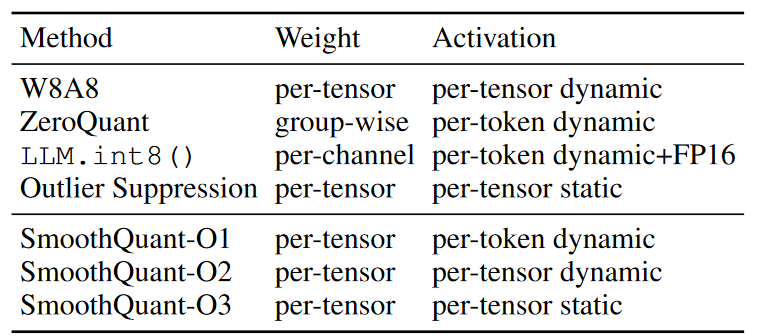 Method Weight Activation
W8A8 per-tensor per-tensor dynamic
ZeroQuant group-wise per-token dynamic
LLM.int8() per-channel per-token dynamic+FP16
Outlier Suppression per-tensor per-tensor static
SmoothQuant-O1 per-tensor per-token dynamic
SmoothQuant-O2 per-tensor per-tensor dynamic
SmoothQuant-O3 per-tensor per-tensor static